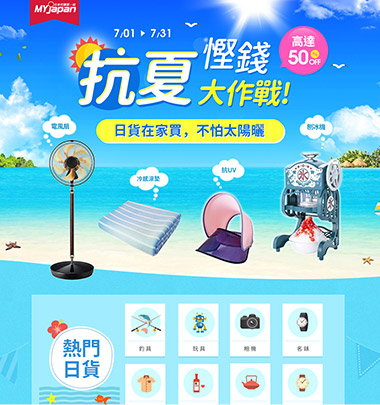 MYJapan
7/01 ▸ 7/31
抗夏 慳錢
大作戰!
高達
50% OFF
日貨在家買，不怕太陽曬
電風扇
冷感涼墊
抗UV
刨冰機
熱門
日貨
釣具
玩具
相機
名錶